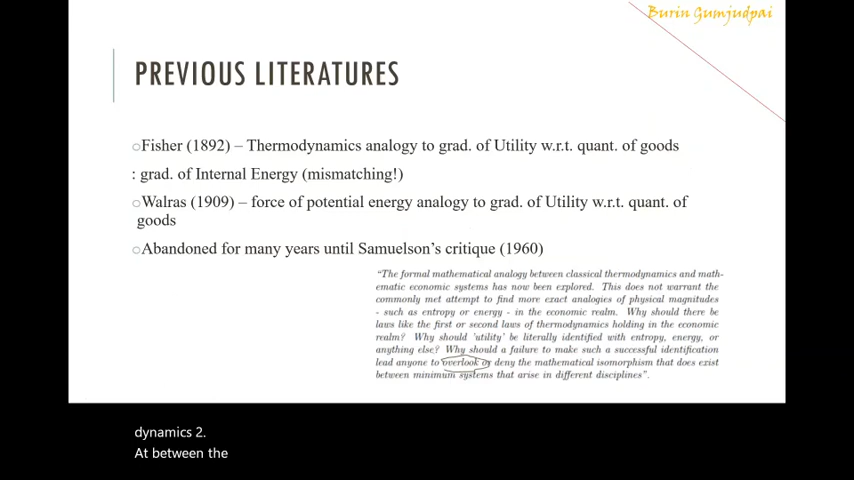 Burin Gumjudpai
PREVIOUS LITERATURES
○Fisher (1892) – Thermodynamics analogy to grad. of Utility w.r.t. quant. of goods
: grad. of Internal Energy (mismatching!)
○Walras (1909) – force of potential energy analogy to grad. of Utility w.r.t. quant. of
goods
○Abandoned for many years until Samuelson’s critique (1960)
“The formal mathematical analogy between classical thermodynamics and math-
ematic economic systems has now been explored. This does not warrant the
commonly met attempt to find more exact analogies of physical magnitudes
- such as entropy or energy - in the economic realm. Why should there be
laws like the first or second laws of thermodynamics holding in the economic
realm? Why should 'utility' be literally identified with entropy, energy, or
anything else? Why should a failure to make such a successful identification
lead anyone to overlook or deny the mathematical isomorphism that does exist
between minimum systems that arise in different disciplines”.
dynamics 2.
At between the